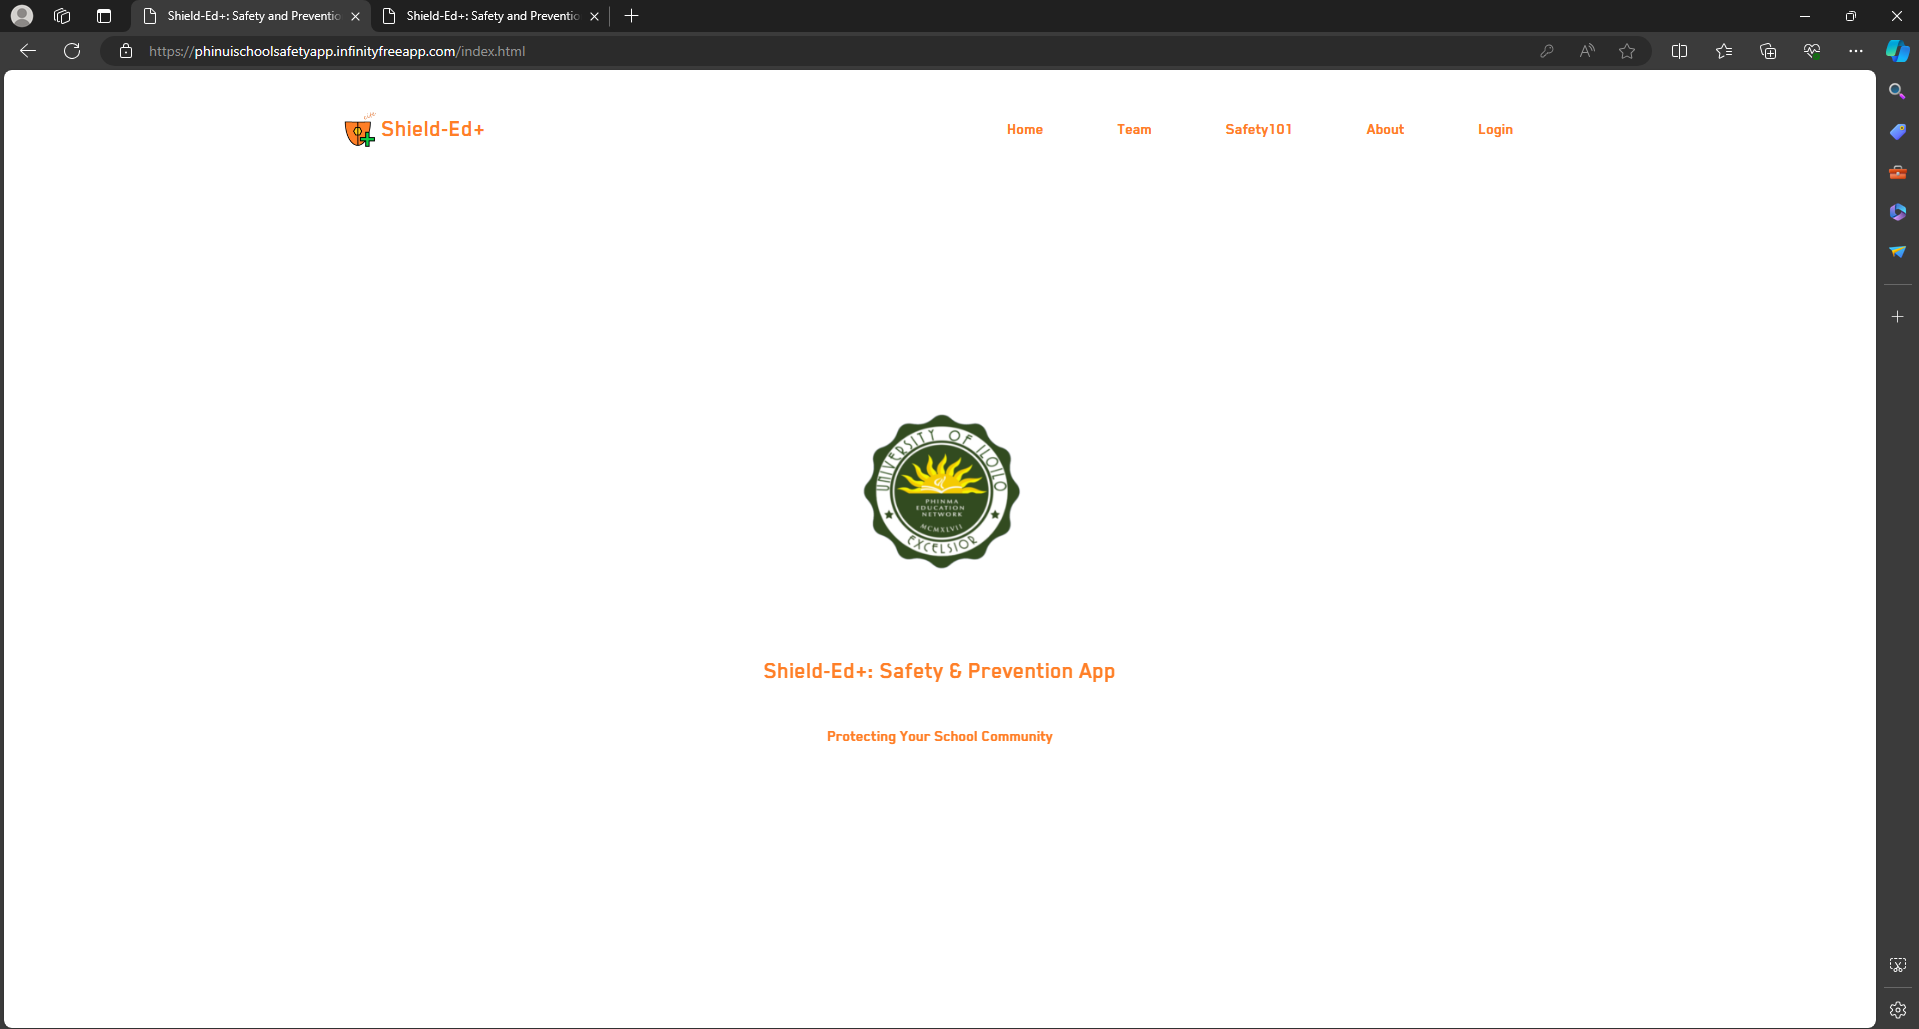 Shield-Ed+: Safety and Preventio
Shield-Ed+: Safety and Preventio
https://phinuischoolsafetyapp.infinityfreeapp.com/index.html
Shield-Ed+
Home
Team
Safety101
About
Login
UNIVERSITY OF ILOILO
PHINMA
EDUCATION
NETWORK
MCMXLVII
EXCELSIOR
Shield-Ed+: Safety & Prevention App
Protecting Your School Community